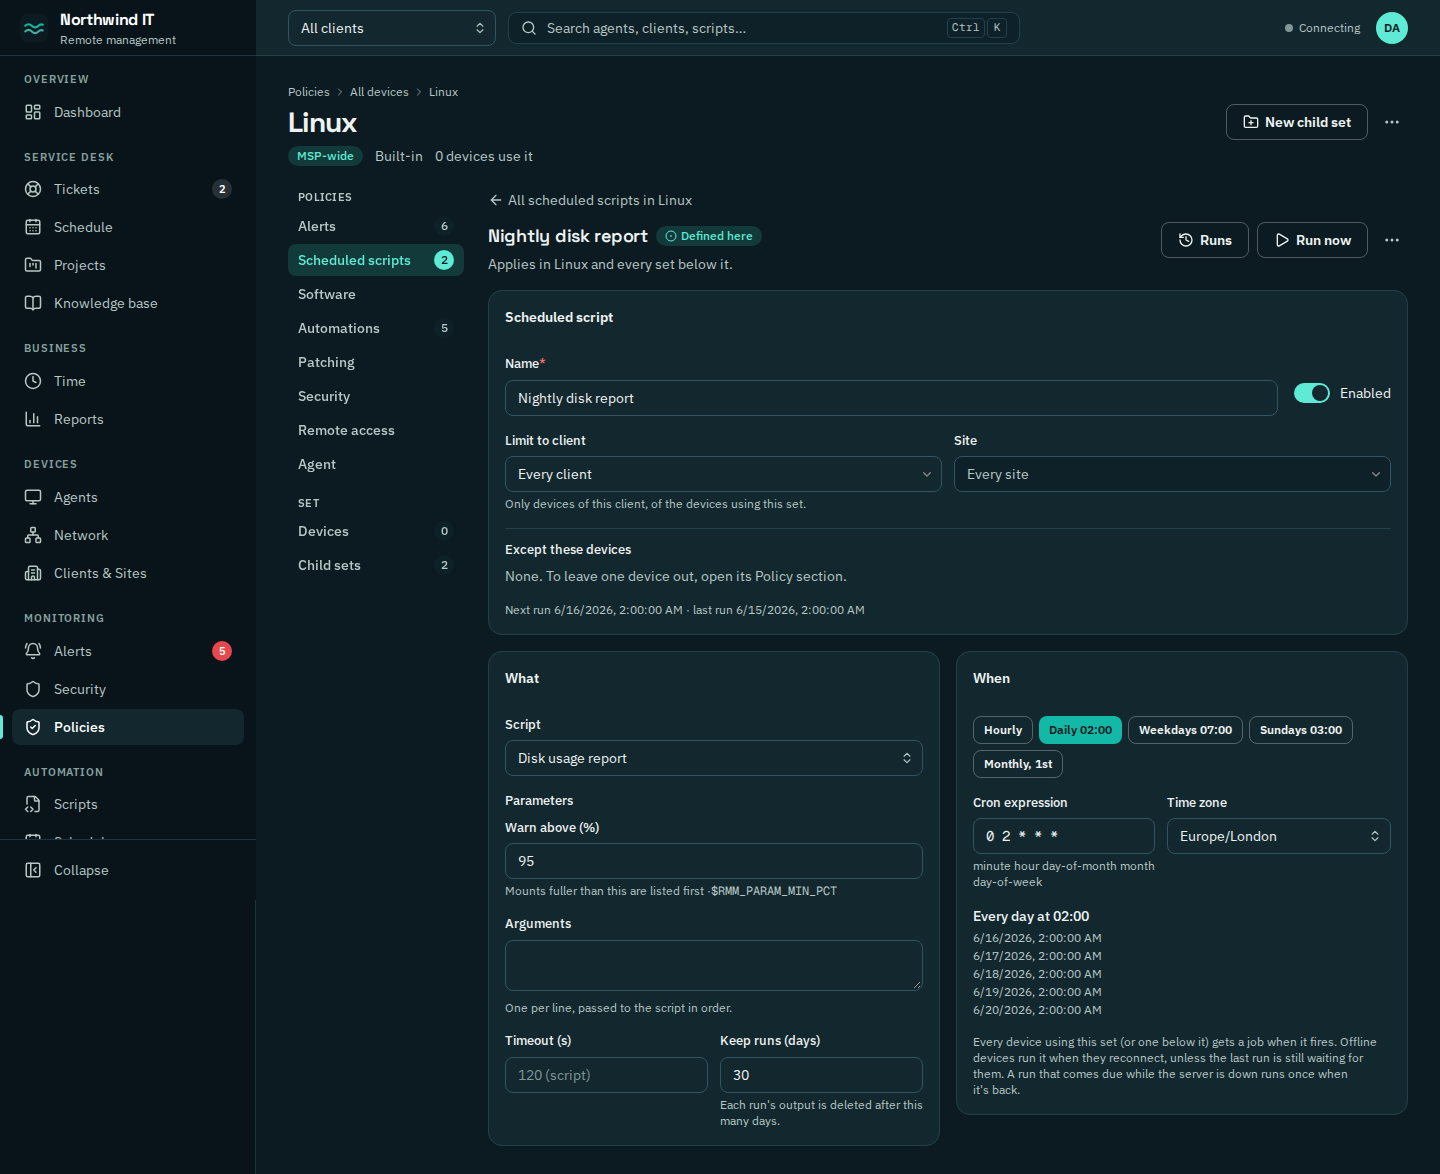 Northwind IT
Remote management
All clients
Search agents, clients, scripts...
Ctrl K
Connecting
DA
OVERVIEW
Dashboard
SERVICE DESK
Tickets 2
Schedule
Projects
Knowledge base
BUSINESS
Time
Reports
DEVICES
Agents
Network
Clients & Sites
MONITORING
Alerts 5
Security
Policies
AUTOMATION
Scripts
Collapse
Policies > All devices > Linux
Linux
New child set
MSP-wide Built-in 0 devices use it
POLICIES
Alerts 6
Scheduled scripts 2
Software
Automations 5
Patching
Security
Remote access
Agent
SET
Devices 0
Child sets 2
All scheduled scripts in Linux
Nightly disk report Defined here
Runs Run now
Applies in Linux and every set below it.
Scheduled script
Name*
Nightly disk report
Enabled
Limit to client Site
Every client Every site
Only devices of this client, of the devices using this set.
Except these devices
None. To leave one device out, open its Policy section.
Next run 6/16/2026, 2:00:00 AM · last run 6/15/2026, 2:00:00 AM
What
Script
Disk usage report
Parameters
Warn above (%)
95
Mounts fuller than this are listed first ·$RMM_PARAM_MIN_PCT
Arguments
One per line, passed to the script in order.
Timeout (s) Keep runs (days)
120 (script) 30
Each run's output is deleted after this
many days.
When
Hourly Daily 02:00 Weekdays 07:00 Sundays 03:00
Monthly, 1st
Cron expression Time zone
0 2 * * * Europe/London
minute hour day-of-month month
day-of-week
Every day at 02:00
6/16/2026, 2:00:00 AM
6/17/2026, 2:00:00 AM
6/18/2026, 2:00:00 AM
6/19/2026, 2:00:00 AM
6/20/2026, 2:00:00 AM
Every device using this set (or one below it) gets a job when it fires. Offline
devices run it when they reconnect, unless the last run is still waiting for
them. A run that comes due while the server is down runs once when
it's back.